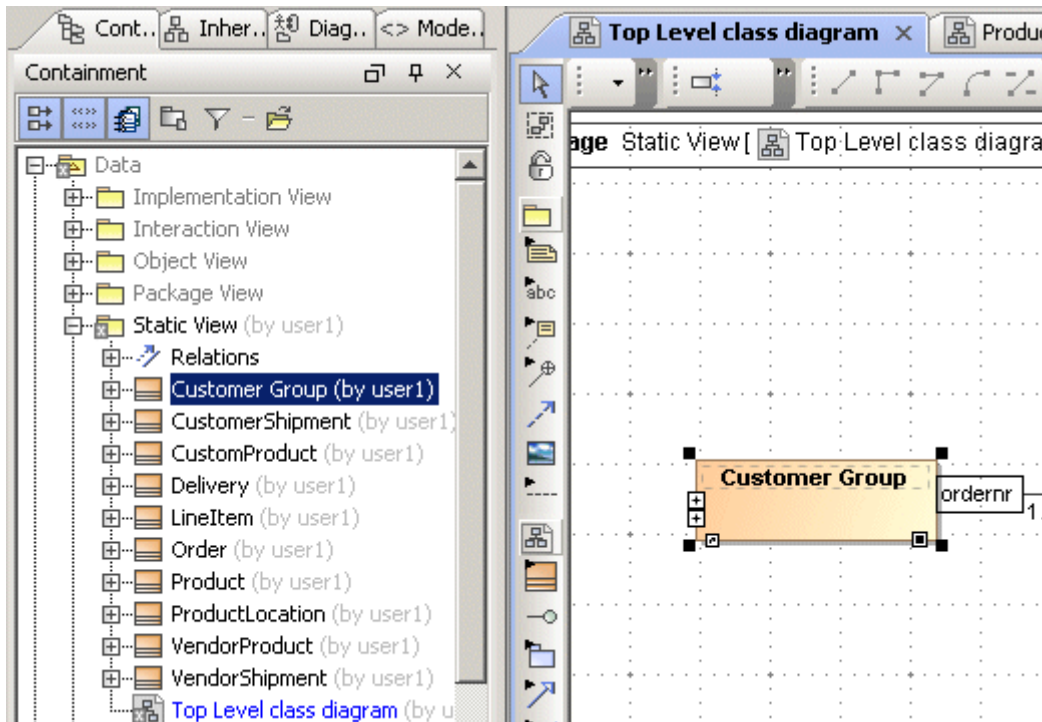 Cont.. Inher.. Diag.. <> Mode..
Containment
Data
Implementation View
Interaction View
Object View
Package View
Static View (by user1)
Relations
Customer Group (by user1)
CustomerShipment (by user1)
CustomProduct (by user1)
Delivery (by user1)
LineItem (by user1)
Order (by user1)
Product (by user1)
ProductLocation (by user1)
VendorProduct (by user1)
VendorShipment (by user1)
Top Level class diagram (by u
Top Level class diagram × Produc
age Static View [ Top Level class diagra
abc
Customer Group
ordernr
1